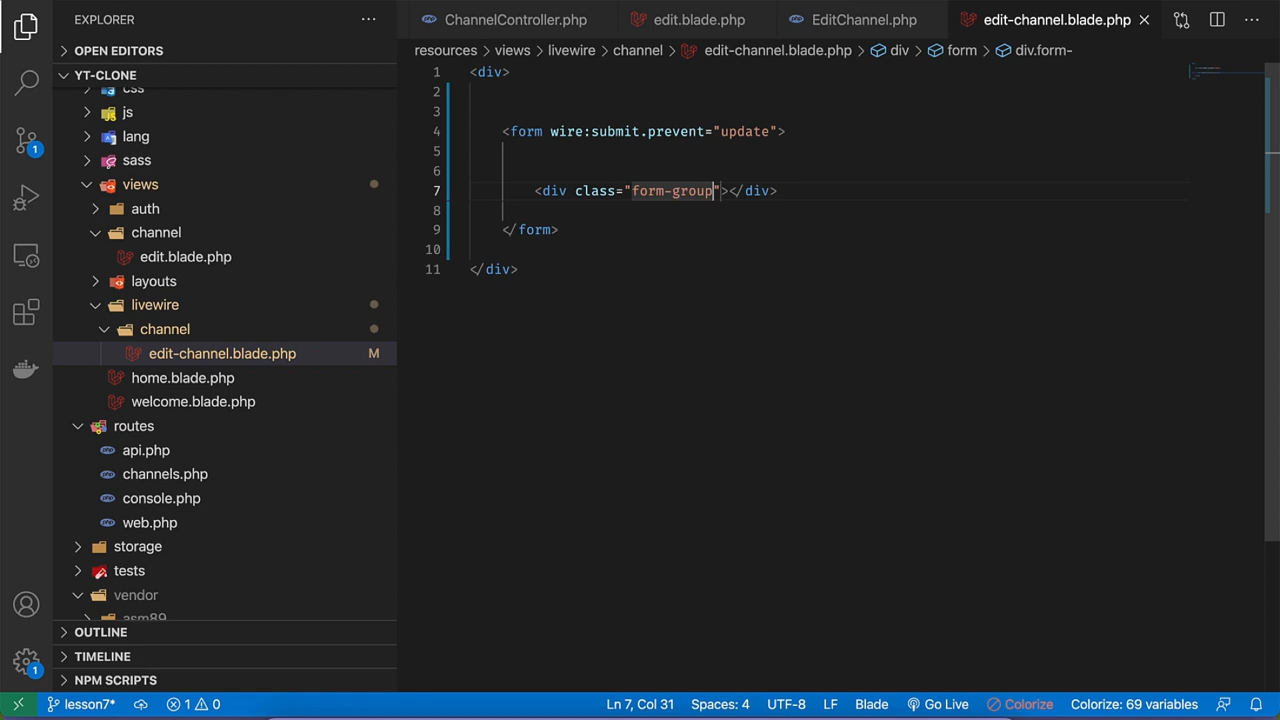 EXPLORER
OPEN EDITORS
YT-CLONE
css
js
lang
sass
views
auth
channel
edit.blade.php
layouts
livewire
channel
edit-channel.blade.php M
home.blade.php
welcome.blade.php
routes
api.php
channels.php
console.php
web.php
storage
tests
vendor
asm89
OUTLINE
TIMELINE
NPM SCRIPTS
1
1
ChannelController.php edit.blade.php EditChannel.php edit-channel.blade.php
resources > views > livewire > channel > edit-channel.blade.php > div > form > div.form-
1 <div>
2
3
4 <form wire:submit.prevent="update">
5
6
7 <div class="form-group"></div>
8
9 </form>
10
11 </div>
lesson7* 1 0 Ln 7, Col 31 Spaces: 4 UTF-8 LF Blade Go Live Colorize Colorize: 69 variables